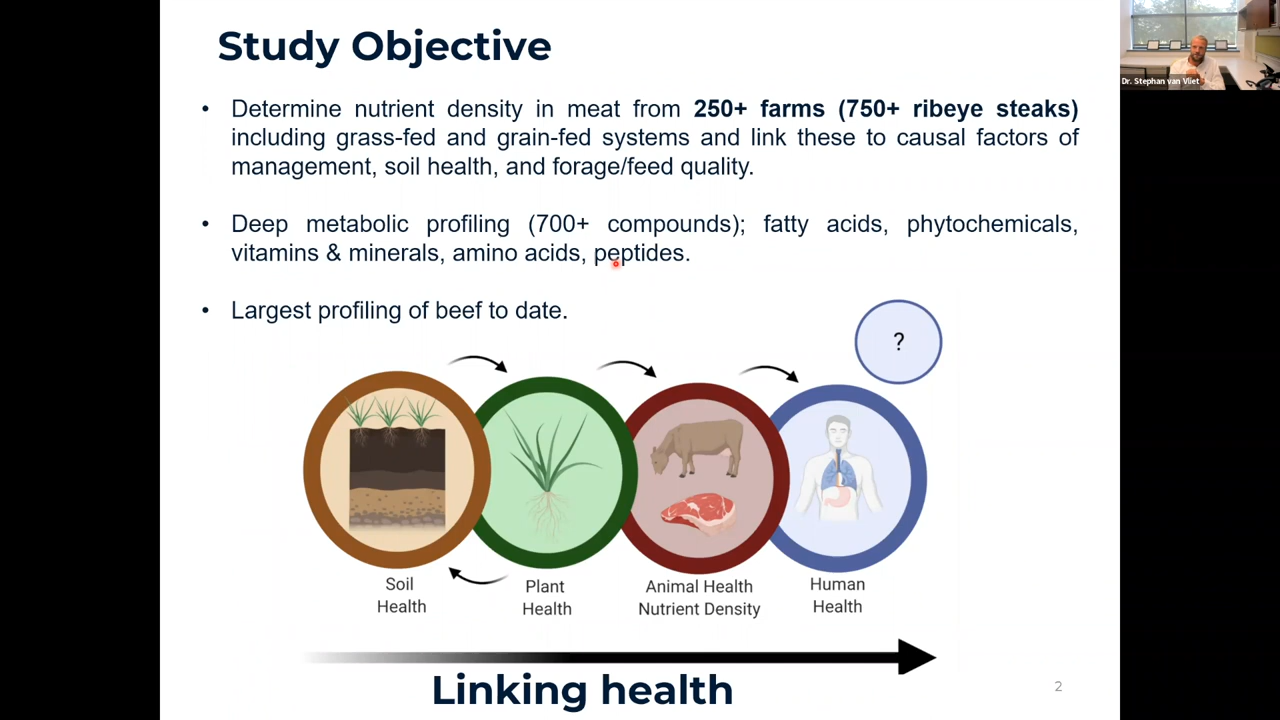 Study Objective
• Determine nutrient density in meat from 250+ farms (750+ ribeye steaks)
including grass-fed and grain-fed systems and link these to causal factors of
management, soil health, and forage/feed quality.
• Deep metabolic profiling (700+ compounds); fatty acids, phytochemicals,
vitamins & minerals, amino acids, peptides.
• Largest profiling of beef to date.
?
Soil
Health
Plant
Health
Animal Health
Nutrient Density
Human
Health
Linking health
2
Dr. Stephan van Vliet